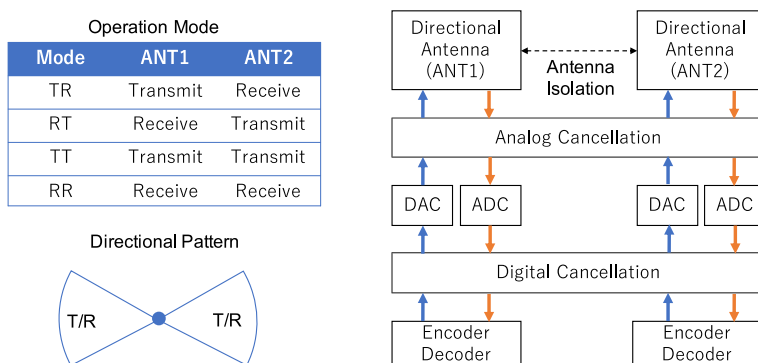 Operation Mode
Mode ANT1 ANT2
TR Transmit Receive
RT Receive Transmit
TT Transmit Transmit
RR Receive Receive
Directional Pattern
T/R T/R
Directional
Antenna
(ANT1)
Antenna
Isolation
Directional
Antenna
(ANT2)
Analog Cancellation
DAC ADC DAC ADC
Digital Cancellation
Encoder
Decoder
Encoder
Decoder